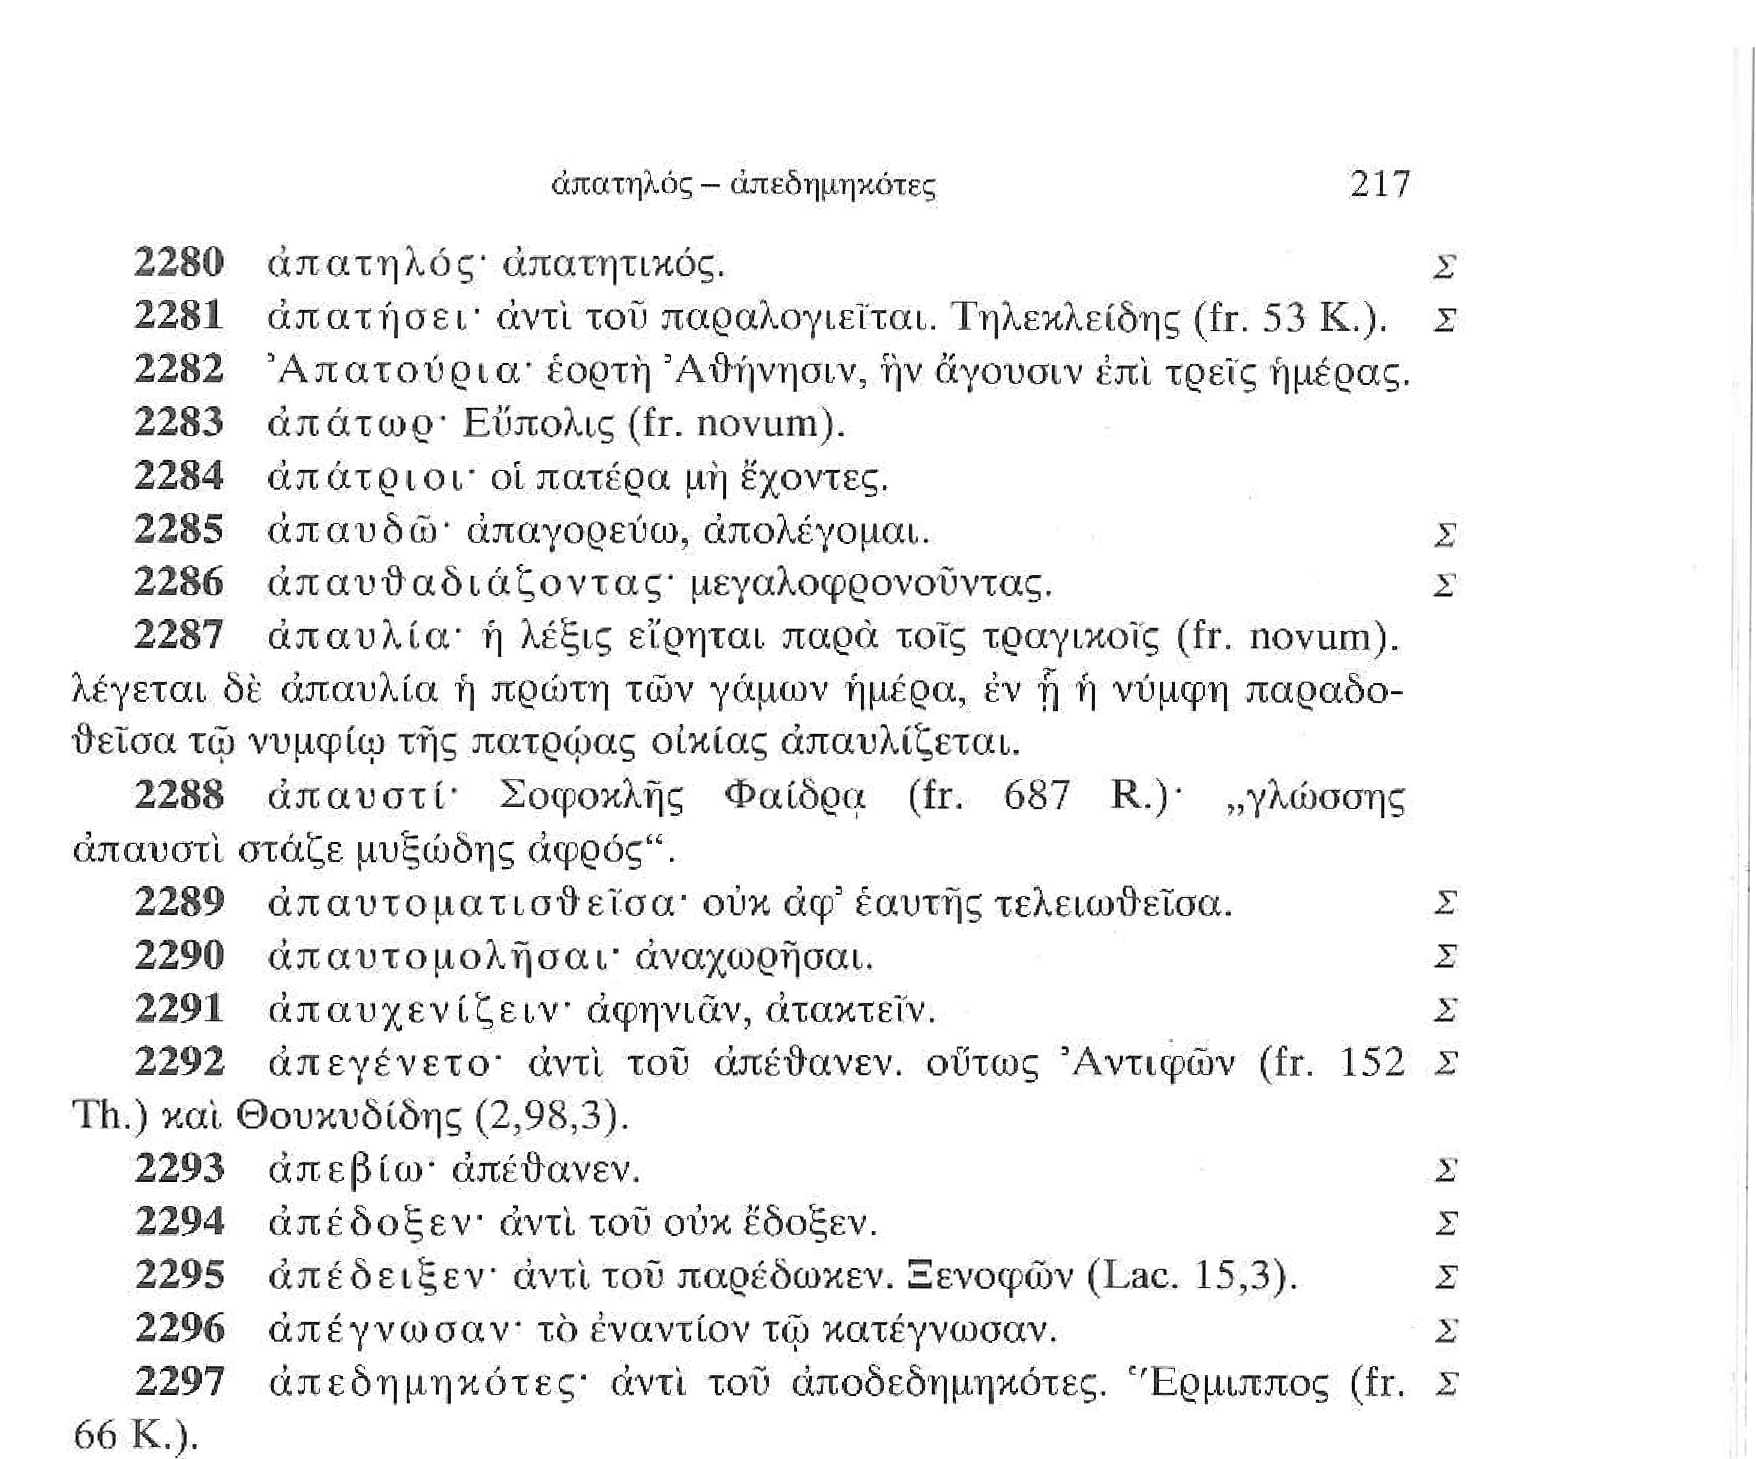 ἀπατηλός – ἀπεδημηκότες 217
2280 ἀπατηλός· ἀπατητικός. Σ
2281 ἀπατήσει· ἀντὶ τοῦ παραλογιεῖται. Τηλεκλείδης (fr. 53 K.). Σ
2282 Ἀπατούρια· ἑορτὴ Ἀθήνησιν, ἣν ἄγουσιν ἐπὶ τρεῖς ἡμέρας.
2283 ἀπάτωρ· Εὔπολις (fr. novum).
2284 ἀπάτριοι· οἱ πατέρα μὴ ἔχοντες.
2285 ἀπαυδῶ· ἀπαγορεύω, ἀπολέγομαι. Σ
2286 ἀπαυϑαδιάζοντας· μεγαλοφρονοῦντας. Σ
2287 ἀπαυλία· ἡ λέξις εἴρηται παρὰ τοῖς τραγικοῖς (fr. novum).
λέγεται δὲ ἀπαυλία ἡ πρώτη τῶν γάμων ἡμέρα, ἐν ᾗ ἡ νύμφη παραδο-
ϑεῖσα τῷ νυμφίῳ τῆς πατρῴας οἰκίας ἀπαυλίζεται.
2288 ἀπαυστί· Σοφοκλῆς Φαίδρᾳ (fr. 687 R.)· „γλώσσης
ἀπαυστὶ στάζε μυξώδης ἀφρός“.
2289 ἀπαυτοματισϑεῖσα· οὐκ ἀφ’ ἑαυτῆς τελειωϑεῖσα. Σ
2290 ἀπαυτομολῆσαι· ἀναχωρῆσαι. Σ
2291 ἀπαυχενίζειν· ἀφηνιᾶν, ἀτακτεῖν. Σ
2292 ἀπεγένετο· ἀντὶ τοῦ ἀπέϑανεν. οὕτως Ἀντιφῶν (fr. 152 Σ
Th.) καὶ Θουκυδίδης (2,98,3).
2293 ἀπεβίω· ἀπέϑανεν. Σ
2294 ἀπέδοξεν· ἀντὶ τοῦ οὐκ ἔδοξεν. Σ
2295 ἀπέδειξεν· ἀντὶ τοῦ παρέδωκεν. Ξενοφῶν (Lac. 15,3). Σ
2296 ἀπέγνωσαν· τὸ ἐναντίον τῷ κατέγνωσαν. Σ
2297 ἀπεδημηκότες· ἀντὶ τοῦ ἀποδεδημηκότες. Ἕρμιππος (fr. Σ
66 K.).